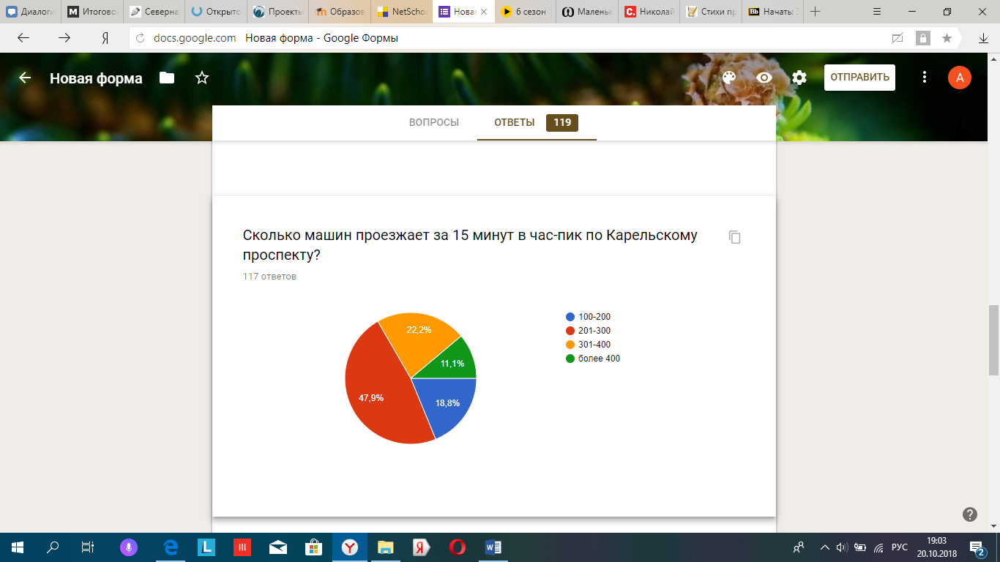 Диалоги
Итогово
Северна
Открыто
Проекты
Образов
NetSchoo
Новая
6 сезон
Маленьк
Николай
Стихи пр
Начать:
docs.google.com Новая форма - Google Формы
Новая форма
ОТПРАВИТЬ
А
ВОПРОСЫ
ОТВЕТЫ 119
Сколько машин проезжает за 15 минут в час-пик по Карельскому
проспекту?
117 ответов
22,2%
11,1%
47,9%
18,8%
100-200
201-300
301-400
более 400
РУС
19:03
20.10.2018
2